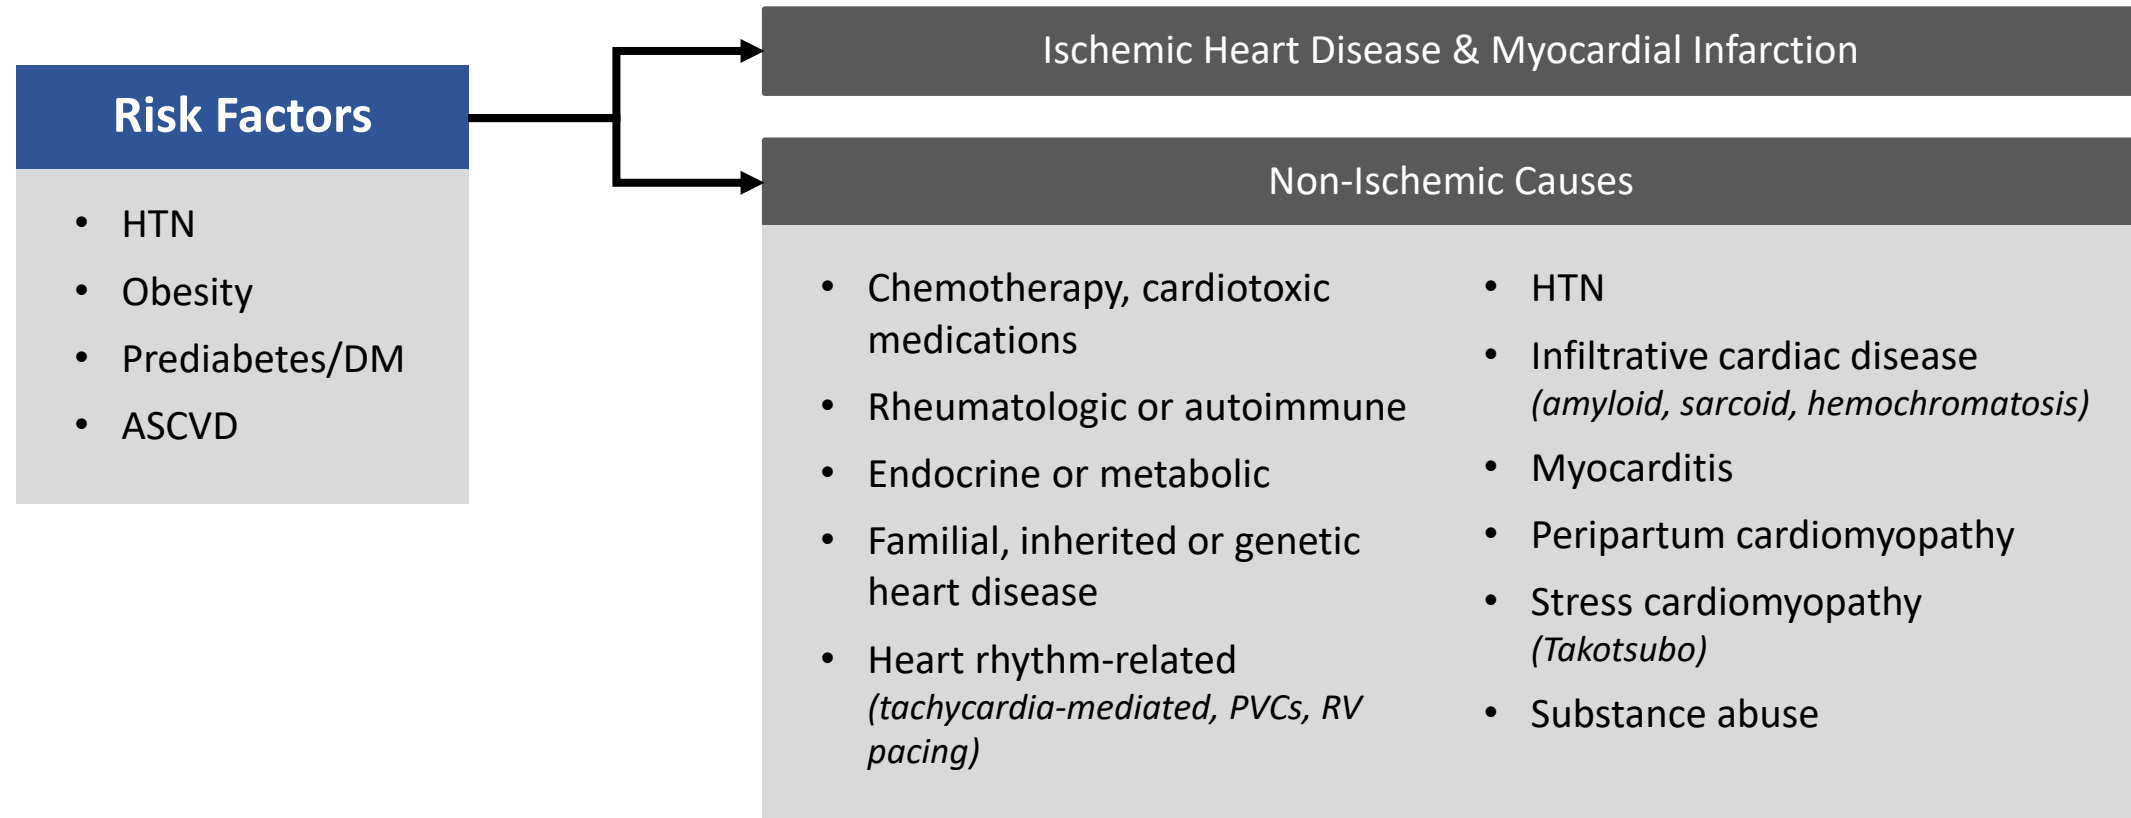 Risk Factors
• HTN
• Obesity
• Prediabetes/DM
• ASCVD
Ischemic Heart Disease & Myocardial Infarction
Non-Ischemic Causes
• Chemotherapy, cardiotoxic
medications
• Rheumatologic or autoimmune
• Endocrine or metabolic
• Familial, inherited or genetic
heart disease
• Heart rhythm-related
(tachycardia-mediated, PVCs, RV
pacing)
• HTN
• Infiltrative cardiac disease
(amyloid, sarcoid, hemochromatosis)
• Myocarditis
• Peripartum cardiomyopathy
• Stress cardiomyopathy
(Takotsubo)
• Substance abuse